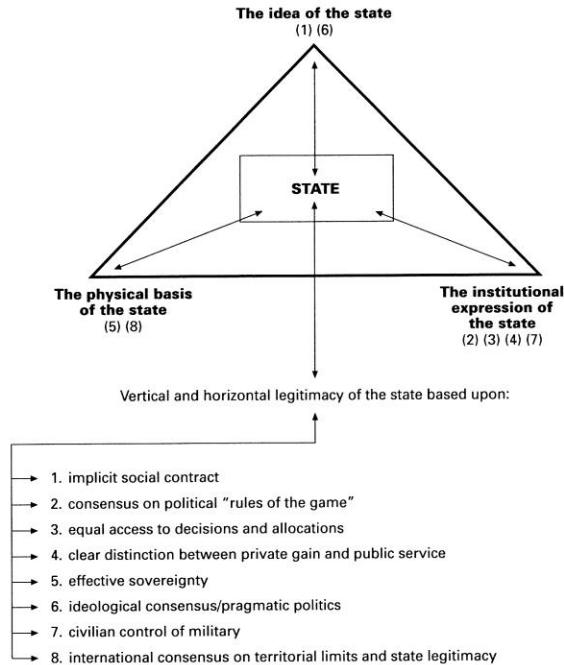 The idea of the state
(1) (6)
STATE
The physical basis
of the state
(5) (8)
The institutional
expression of
the state
(2) (3) (4) (7)
Vertical and horizontal legitimacy of the state based upon:
1. implicit social contract
2. consensus on political “rules of the game”
3. equal access to decisions and allocations
4. clear distinction between private gain and public service
5. effective sovereignty
6. ideological consensus/pragmatic politics
7. civilian control of military
8. international consensus on territorial limits and state legitimacy